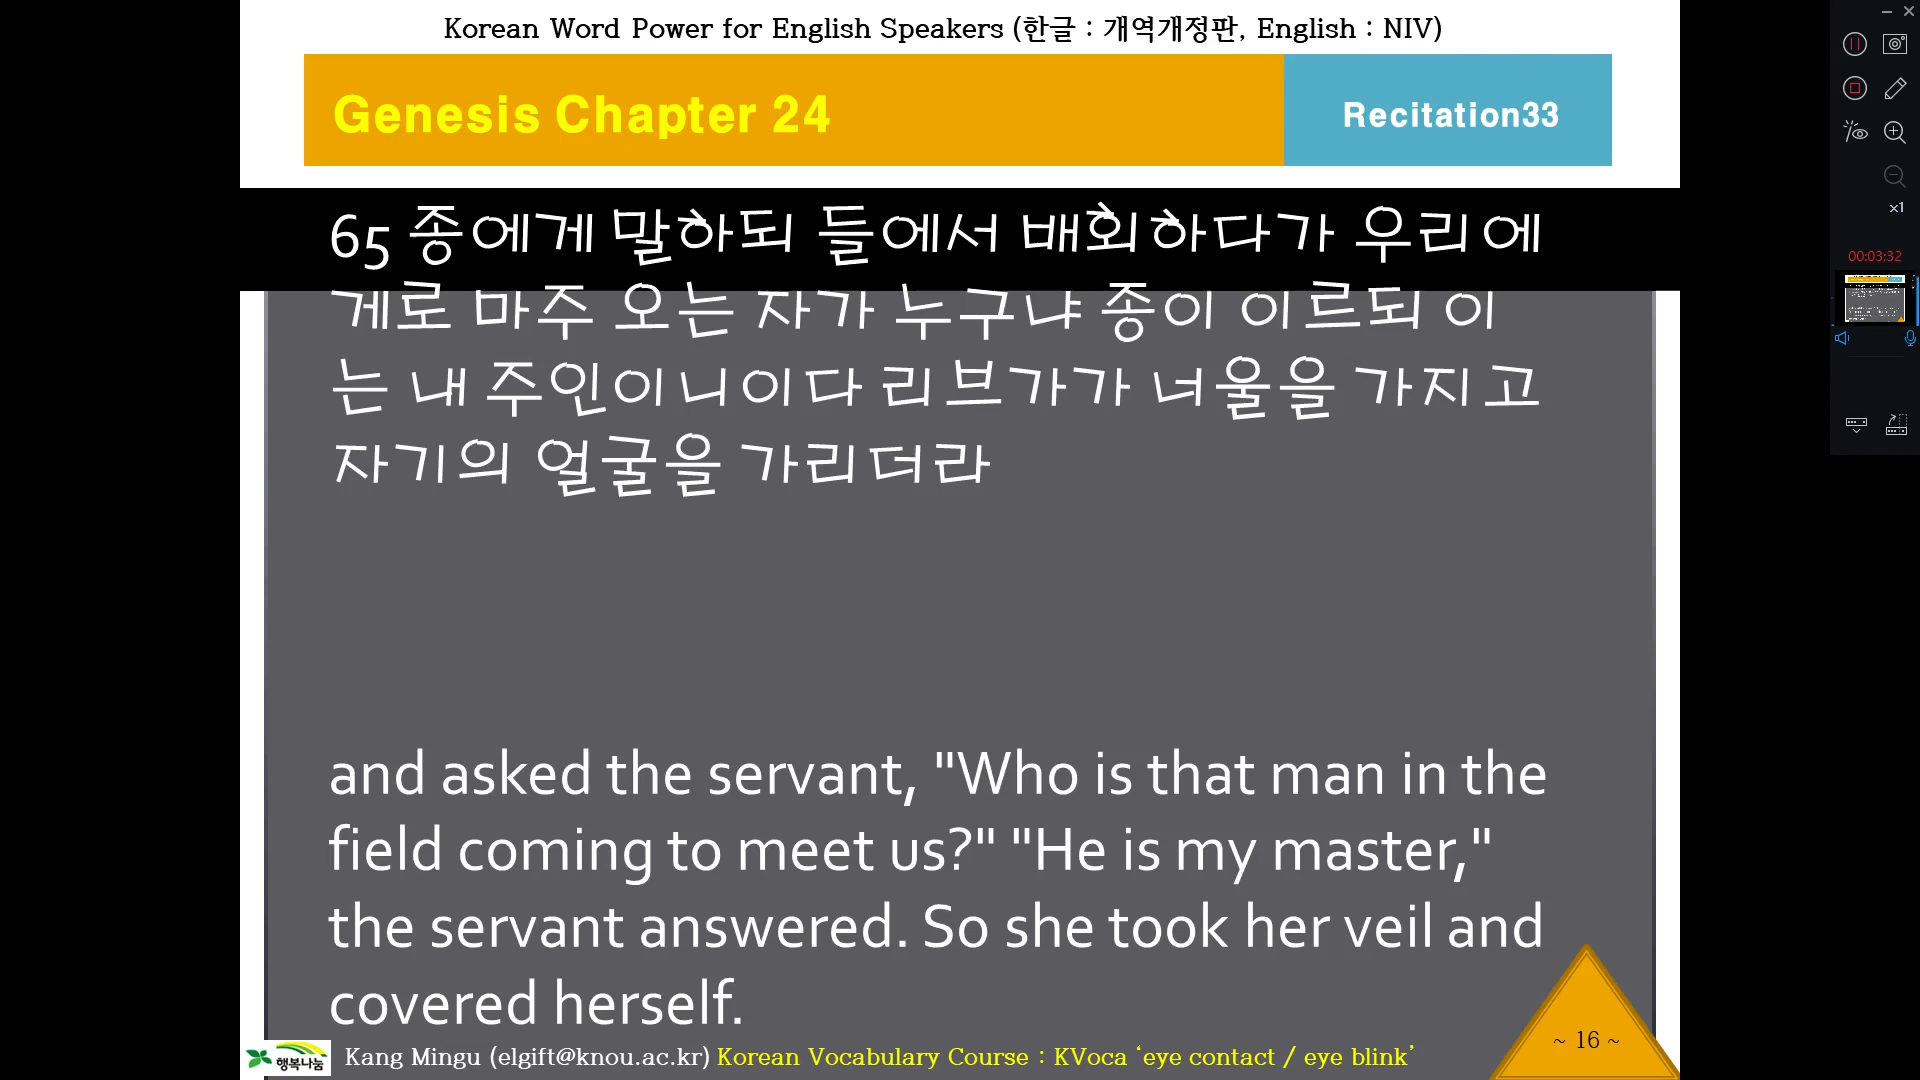 Korean Word Power for English Speakers (한글 : 개역개정판, English : NIV)
Genesis Chapter 24
Recitation33
65 종에게 말하되 들에서 배회하다가 우리에
게로 마주 오는 자가 누구냐 종이 이르되 이
는 내 주인이니이다 리브가가 너울을 가지고
자기의 얼굴을 가리더라
and asked the servant, "Who is that man in the
field coming to meet us?" "He is my master,"
the servant answered. So she took her veil and
covered herself.
~ 16 ~
행복나눔
Kang Mingu (elgift@knou.ac.kr) Korean Vocabulary Course : KVoca ‘eye contact / eye blink’
x1
00:03:32